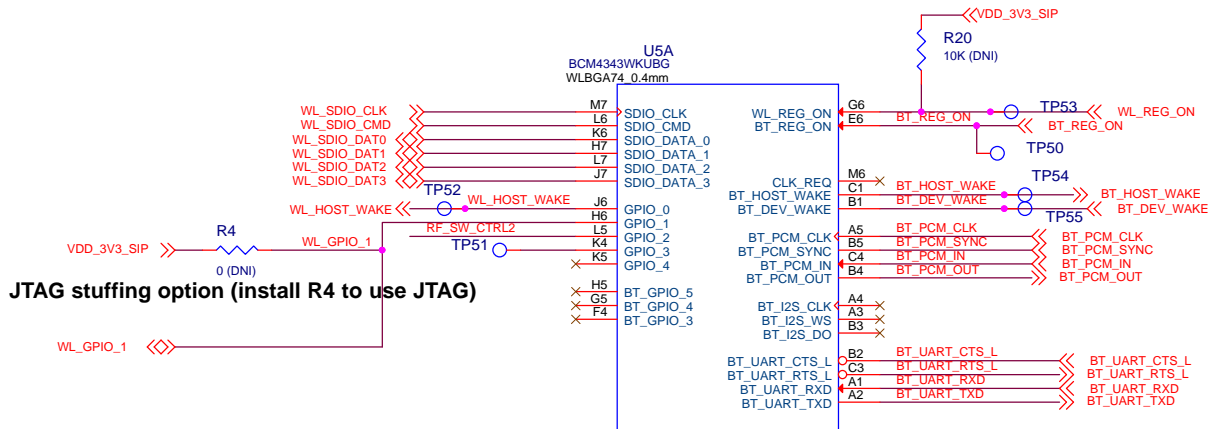 VDD_3V3_SIP
R20
10K (DNI)
U5A
BCM4343WKUBG
WLBGA74_0.4mm
WL_SDIO_CLK M7 SDIO_CLK
WL_SDIO_CMD L6 SDIO_CMD
WL_SDIO_DAT0 K6 SDIO_DATA_0
WL_SDIO_DAT1 H7 SDIO_DATA_1
WL_SDIO_DAT2 L7 SDIO_DATA_2
WL_SDIO_DAT3 J7 SDIO_DATA_3
WL_HOST_WAKE TP52 WL_HOST_WAKE J6 GPIO_0
H6 GPIO_1
RF_SW_CTRL2 L5 GPIO_2
TP51 K4 GPIO_3
K5 GPIO_4
VDD_3V3_SIP R4 WL_GPIO_1
0 (DNI)
JTAG stuffing option (install R4 to use JTAG)
WL_GPIO_1
H5 BT_GPIO_5
G5 BT_GPIO_4
F4 BT_GPIO_3
WL_REG_ON G6 TP53 WL_REG_ON
BT_REG_ON E6 BT_REG_ON BT_REG_ON
TP50
CLK_REQ M6
BT_HOST_WAKE C1 BT_HOST_WAKE TP54 BT_HOST_WAKE
BT_DEV_WAKE B1 BT_DEV_WAKE TP55 BT_DEV_WAKE
BT_PCM_CLK A5 BT_PCM_CLK BT_PCM_CLK
BT_PCM_SYNC B5 BT_PCM_SYNC BT_PCM_SYNC
BT_PCM_IN C4 BT_PCM_IN BT_PCM_IN
BT_PCM_OUT B4 BT_PCM_OUT BT_PCM_OUT
BT_I2S_CLK A4
BT_I2S_WS A3
BT_I2S_DO B3
BT_UART_CTS_L B2 BT_UART_CTS_L BT_UART_CTS_L
BT_UART_RTS_L C3 BT_UART_RTS_L BT_UART_RTS_L
BT_UART_RXD A1 BT_UART_RXD BT_UART_RXD
BT_UART_TXD A2 BT_UART_TXD BT_UART_TXD